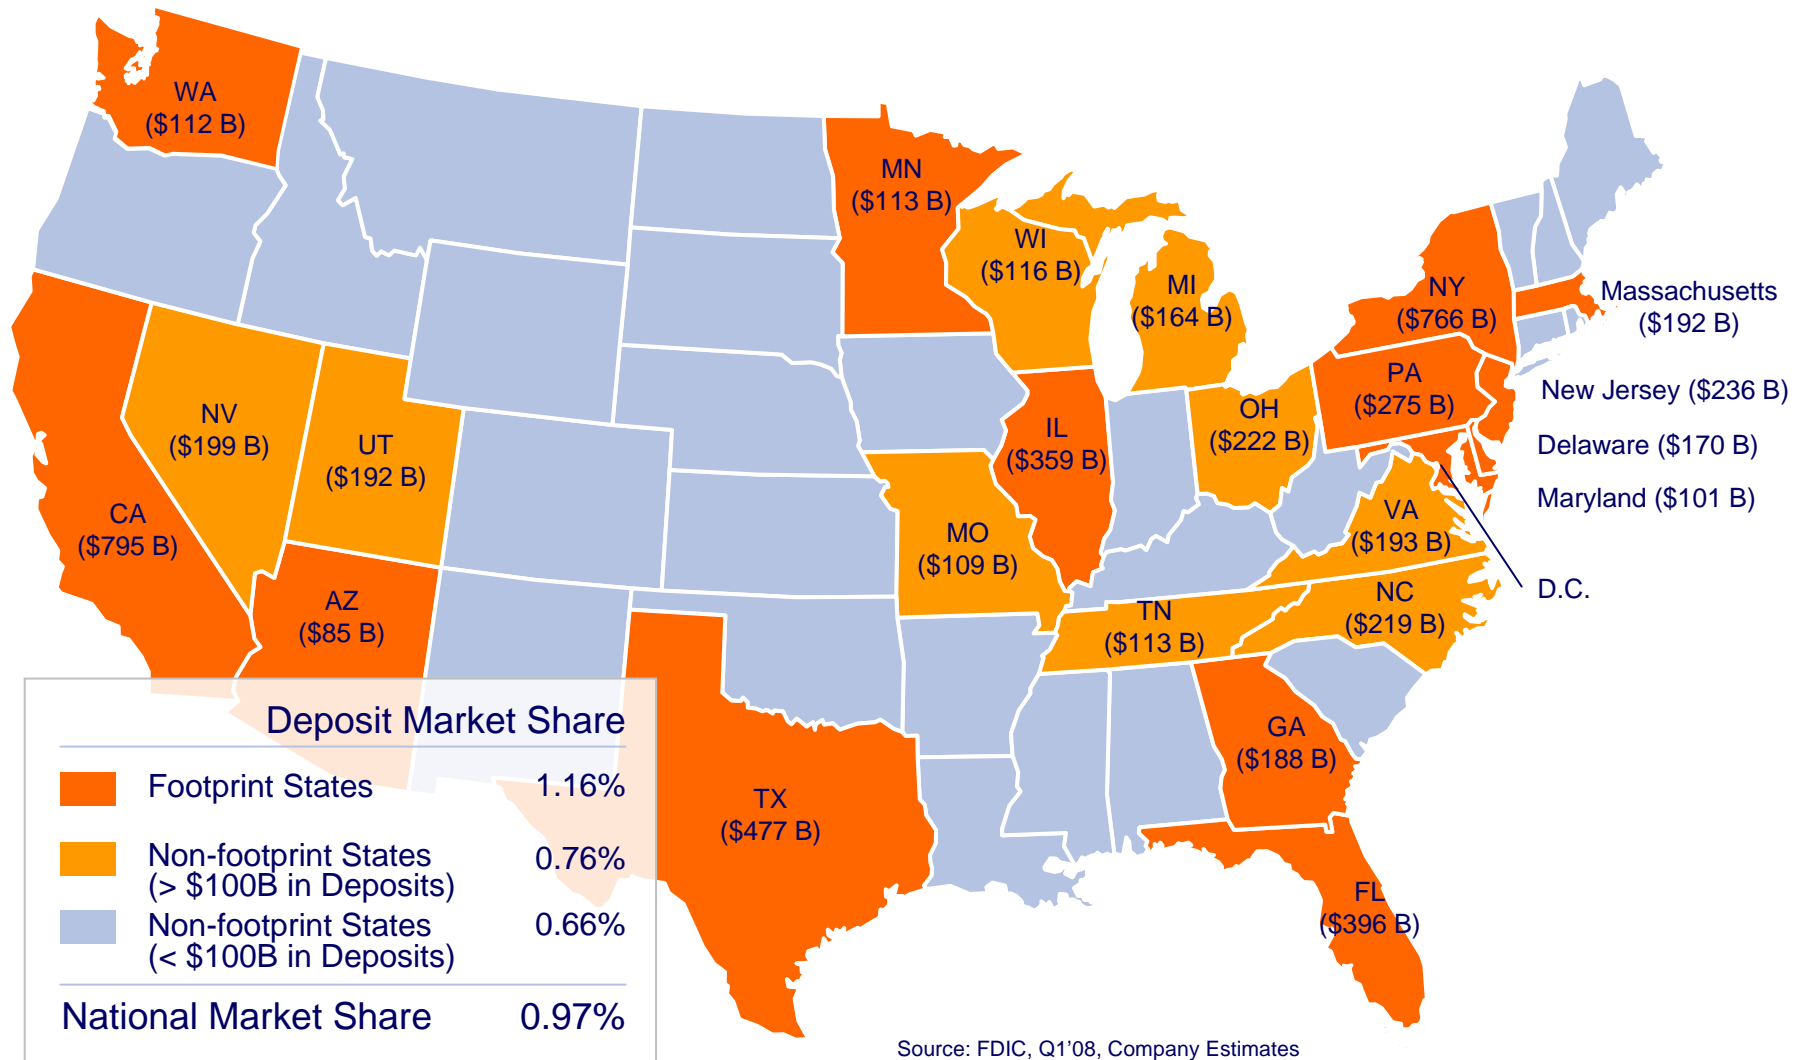 WA
($112 B)
MN
($113 B)
WI
($116 B)
MI
($164 B)
NY
($766 B)
Massachusetts
($192 B)
PA
($275 B)
New Jersey ($236 B)
NV
($199 B)
UT
($192 B)
IL
($359 B)
OH
($222 B)
Delaware ($170 B)
Maryland ($101 B)
CA
($795 B)
MO
($109 B)
VA
($193 B)
D.C.
AZ
($85 B)
TN
($113 B)
NC
($219 B)
GA
($188 B)
TX
($477 B)
FL
($396 B)
Deposit Market Share
Footprint States 1.16%
Non-footprint States 0.76%
(> $100B in Deposits)
Non-footprint States 0.66%
(< $100B in Deposits)
National Market Share 0.97%
Source: FDIC, Q1'08, Company Estimates